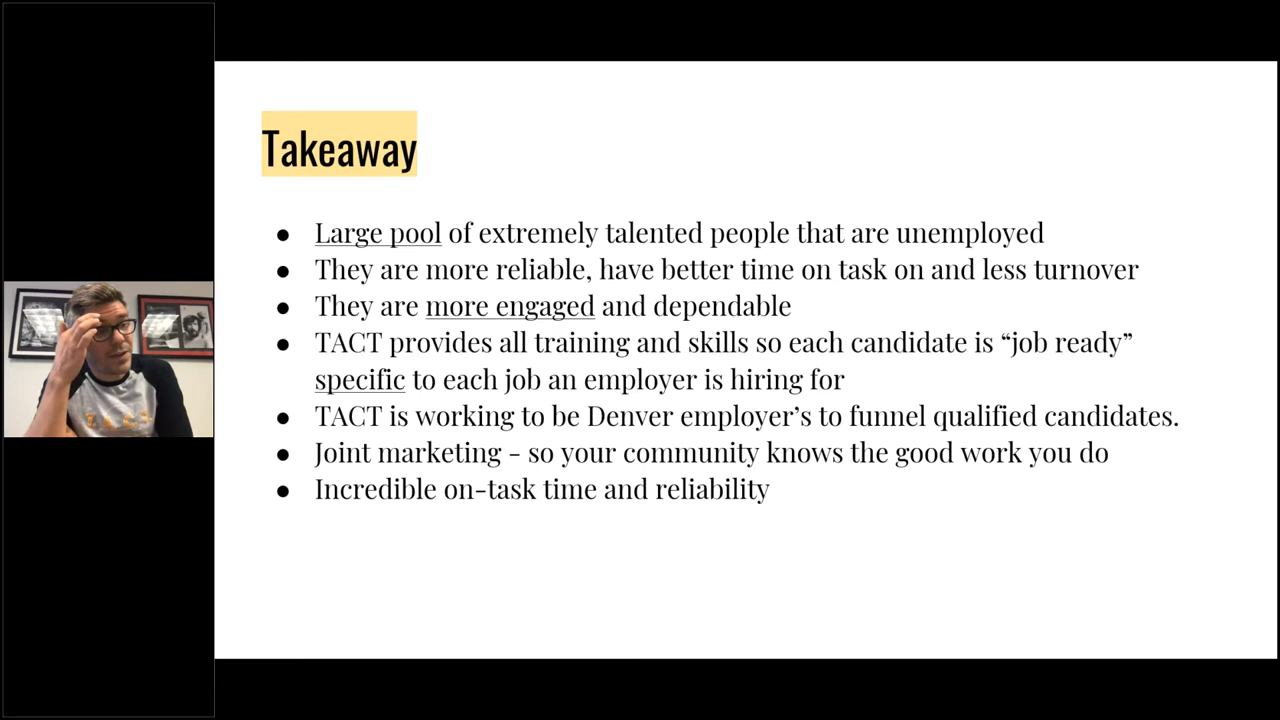 Takeaway
● Large pool of extremely talented people that are unemployed
● They are more reliable, have better time on task on and less turnover
● They are more engaged and dependable
● TACT provides all training and skills so each candidate is “job ready”
specific to each job an employer is hiring for
● TACT is working to be Denver employer’s to funnel qualified candidates.
● Joint marketing - so your community knows the good work you do
● Incredible on-task time and reliability
TACT